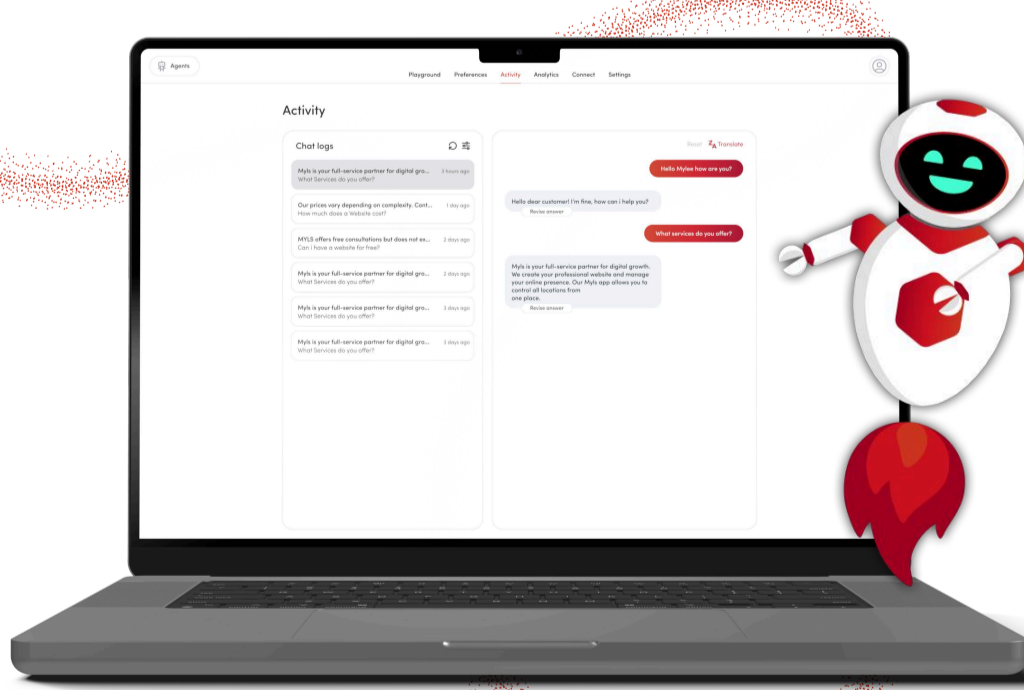 Agents
Playground Preferences Activity Analytics Connect Settings
Activity
Chat logs
Myls is your full-service partner for digital gro... 3 hours ago
What Services do you offer?
Our prices vary depending on complexity. Cont... 1 day ago
How much does a Website cost?
MYLS offers free consultations but does not ex... 2 days ago
Can i have a website for free?
Myls is your full-service partner for digital gro... 2 days ago
What Services do you offer?
Myls is your full-service partner for digital gro... 3 days ago
What Services do you offer?
Myls is your full-service partner for digital gro... 3 days ago
What Services do you offer?
Reset Translate
Hello Mylee how are you?
Hello dear customer! I'm fine, how can i help you?
Revise answer
What services do you offer?
Myls is your full-service partner for digital growth.
We create your professional website and manage
your online presence. Our Myls app allows you to
control all locations from
one place.
Revise answer